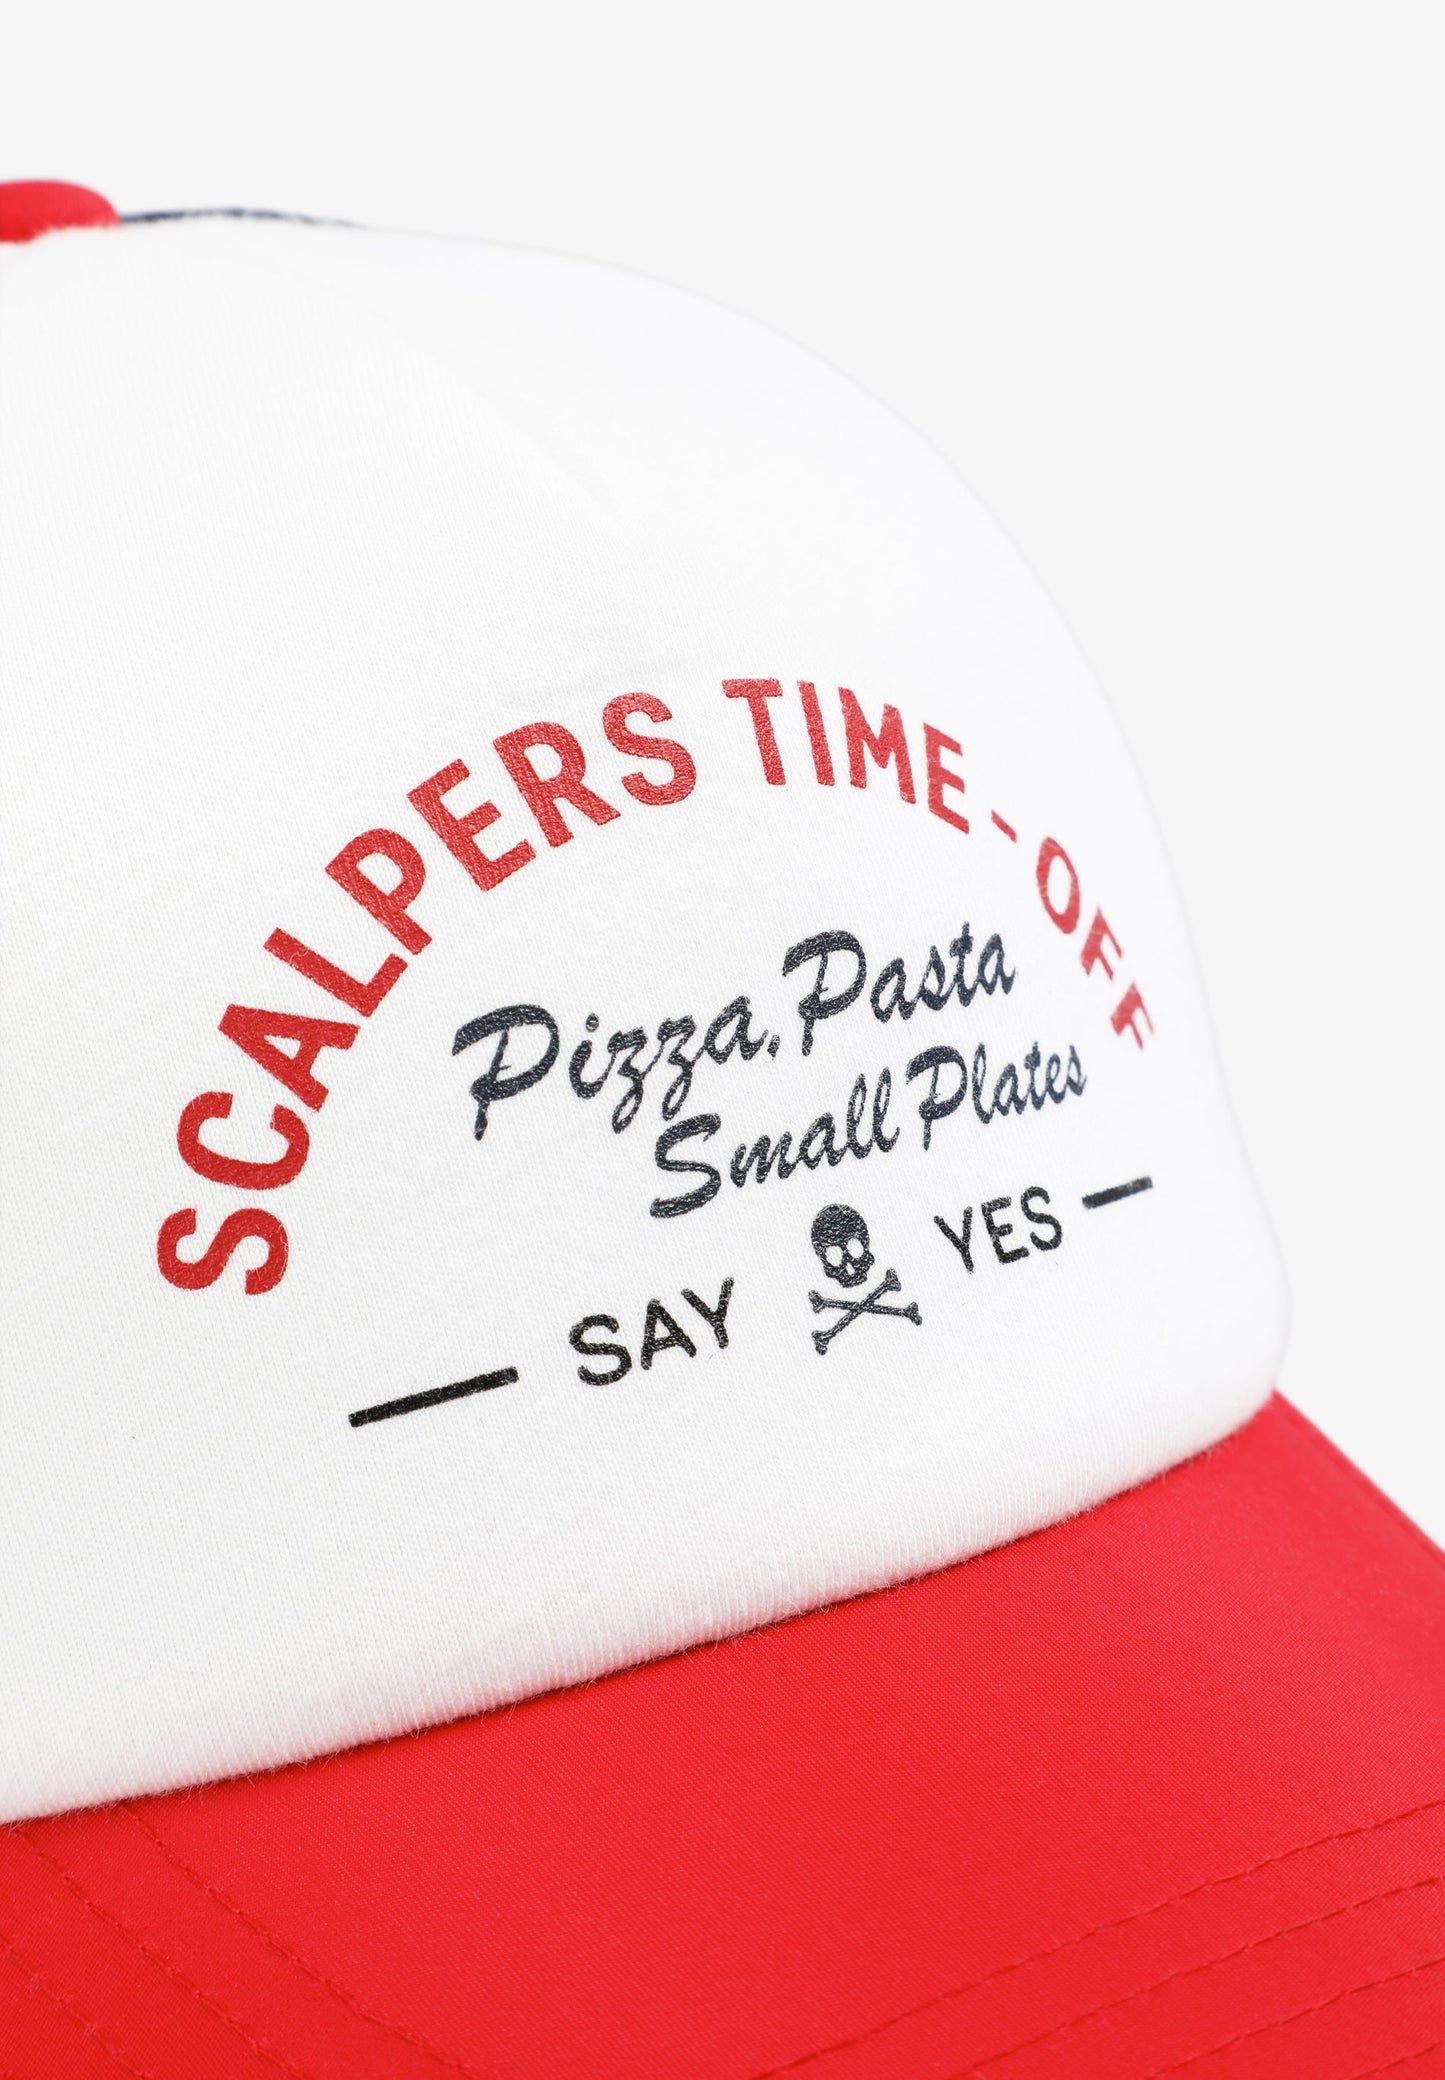 SCALPERS TIME - OFF
Pizza, Pasta
Small Plates
— SAY YES —